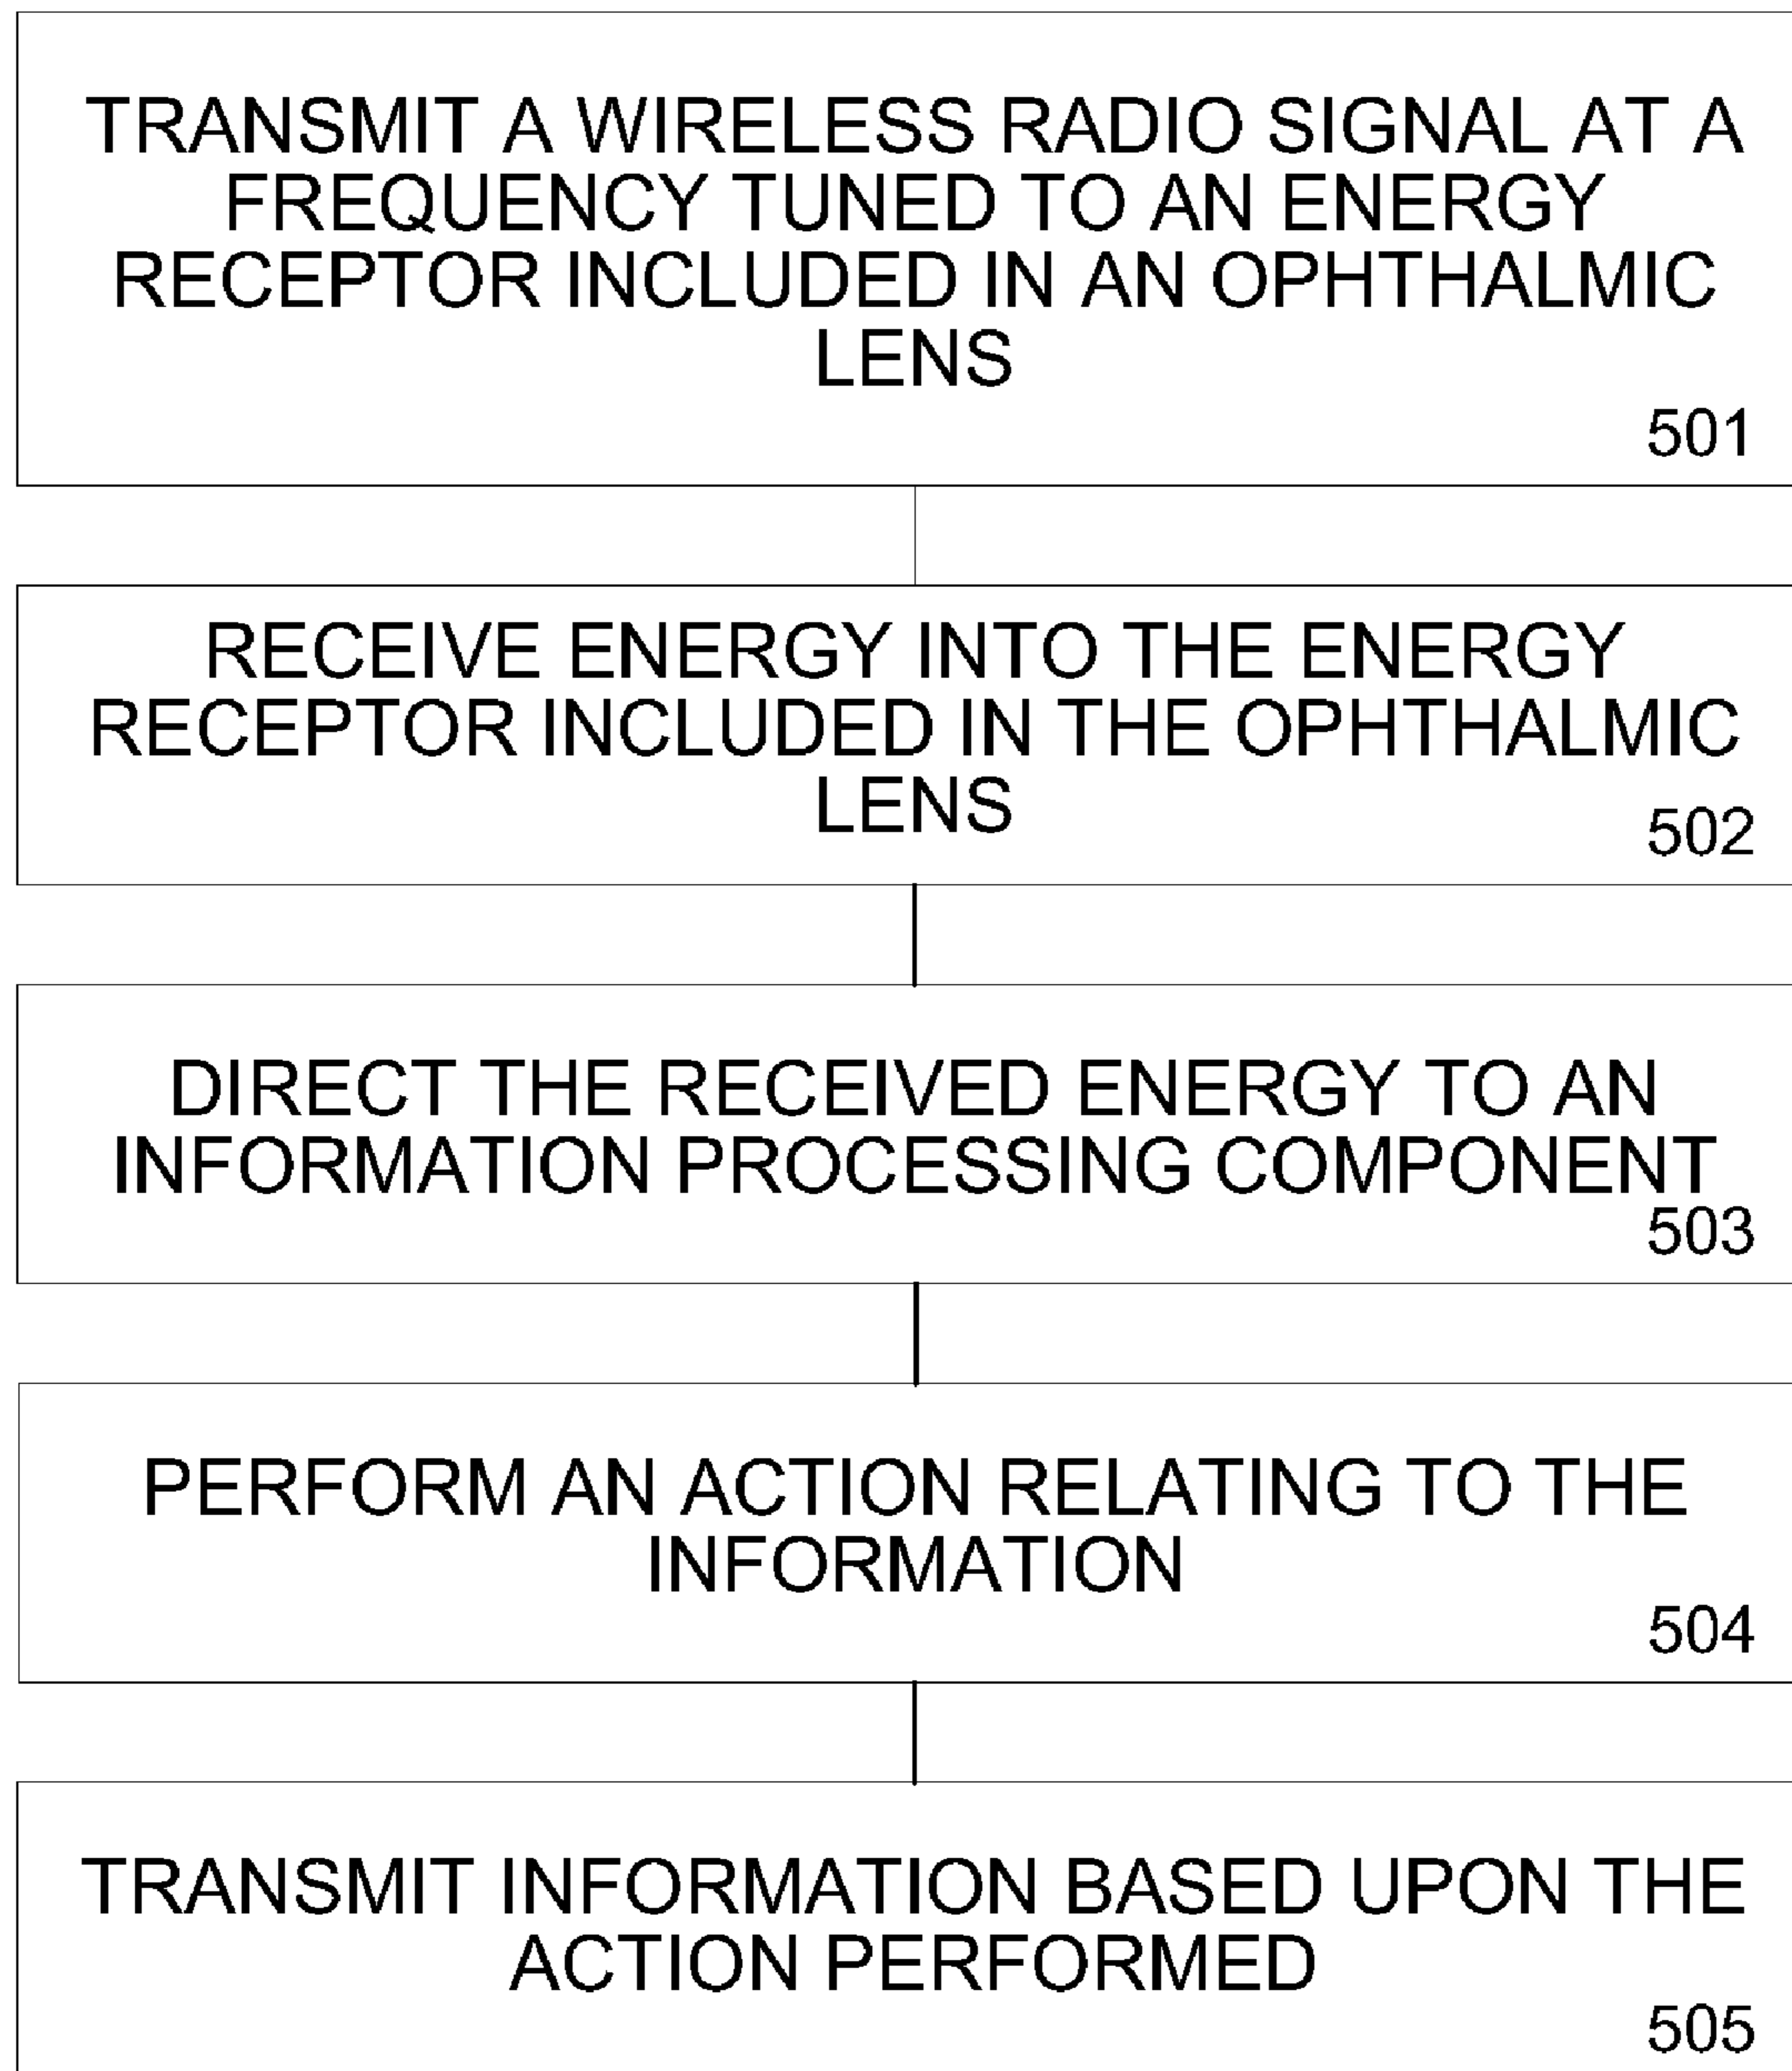 TRANSMIT A WIRELESS RADIO SIGNAL AT A
FREQUENCY TUNED TO AN ENERGY
RECEPTOR INCLUDED IN AN OPHTHALMIC
LENS
501
RECEIVE ENERGY INTO THE ENERGY
RECEPTOR INCLUDED IN THE OPHTHALMIC
LENS
502
DIRECT THE RECEIVED ENERGY TO AN
INFORMATION PROCESSING COMPONENT
503
PERFORM AN ACTION RELATING TO THE
INFORMATION
504
TRANSMIT INFORMATION BASED UPON THE
ACTION PERFORMED
505